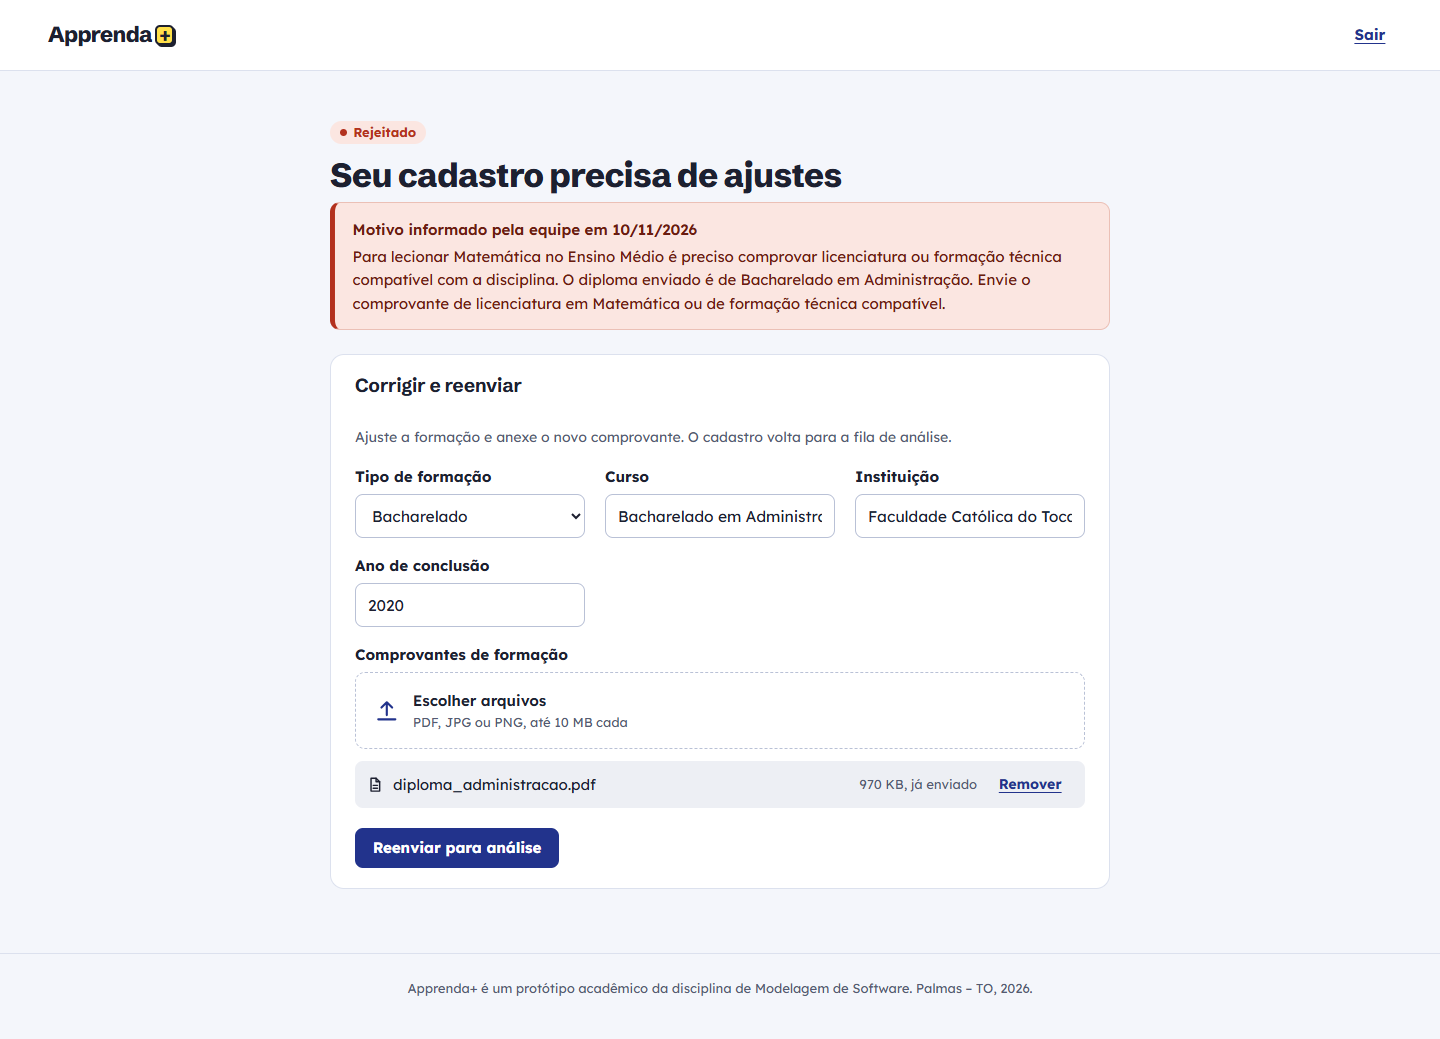 Apprenda+
Sair
Rejeitado
Seu cadastro precisa de ajustes
Motivo informado pela equipe em 10/11/2026
Para lecionar Matemática no Ensino Médio é preciso comprovar licenciatura ou formação técnica
compatível com a disciplina. O diploma enviado é de Bacharelado em Administração. Envie o
comprovante de licenciatura em Matemática ou de formação técnica compatível.
Corrigir e reenviar
Ajuste a formação e anexe o novo comprovante. O cadastro volta para a fila de análise.
Tipo de formação
Curso
Instituição
Bacharelado
Bacharelado em Administrc
Faculdade Católica do Tocc
Ano de conclusão
2020
Comprovantes de formação
Escolher arquivos
PDF, JPG ou PNG, até 10 MB cada
diploma_administracao.pdf
970 KB, já enviado
Remover
Reenviar para análise
Apprenda+ é um protótipo acadêmico da disciplina de Modelagem de Software. Palmas – TO, 2026.